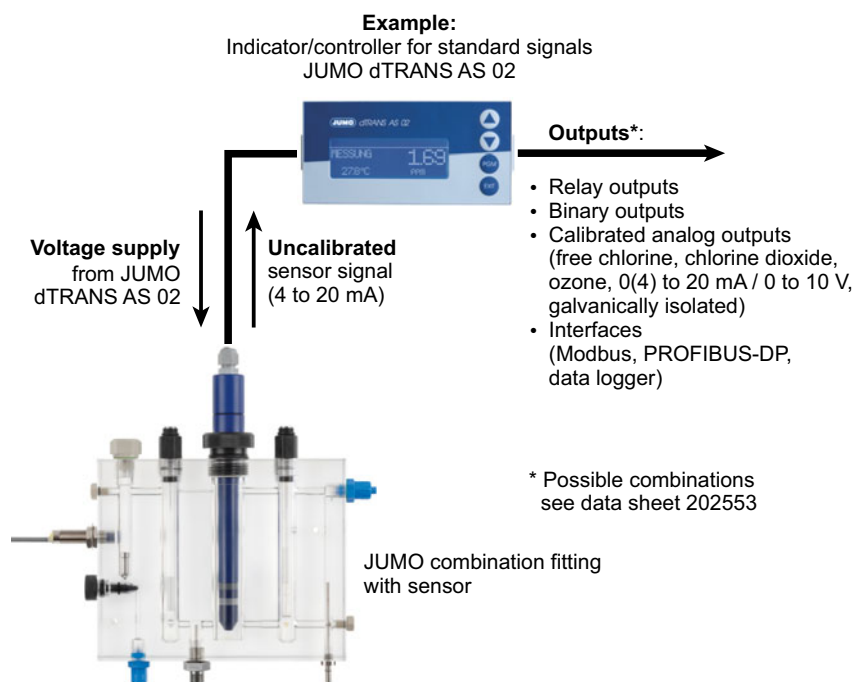 Example:
Indicator/controller for standard signals
JUMO dTRANS AS 02
JUMO dTRANS AS 02
MESSUNG 1.69
27.8°C PPM
PGM
EXIT
Outputs*:
• Relay outputs
• Binary outputs
• Calibrated analog outputs
(free chlorine, chlorine dioxide,
ozone, 0(4) to 20 mA / 0 to 10 V,
galvanically isolated)
• Interfaces
(Modbus, PROFIBUS-DP,
data logger)
Voltage supply
from JUMO
dTRANS AS 02
Uncalibrated
sensor signal
(4 to 20 mA)
* Possible combinations
see data sheet 202553
JUMO combination fitting
with sensor